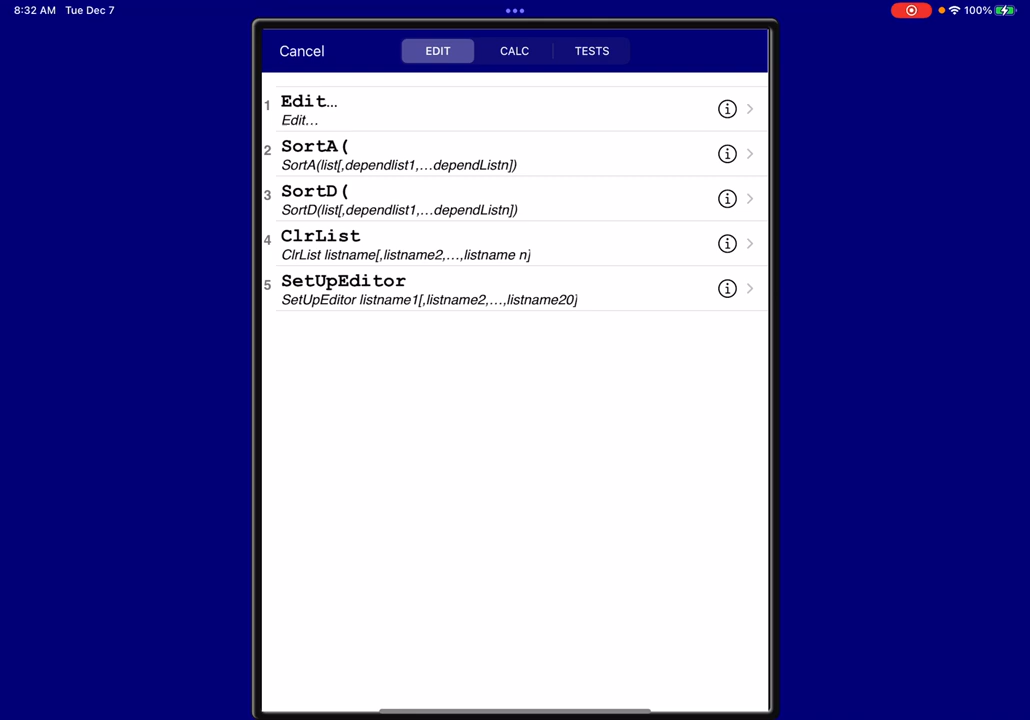 8:32 AM Tue Dec 7
100%
Cancel
EDIT
CALC
TESTS
1
Edit...
Edit...
2
SortA(
SortA(list[,dependlist1,...dependListn])
3
SortD(
SortD(list[,dependlist1,...dependListn])
4
ClrList
ClrList listname[,listname2,...,listname n]
5
SetUpEditor
SetUpEditor listname1[,listname2,...,listname20]